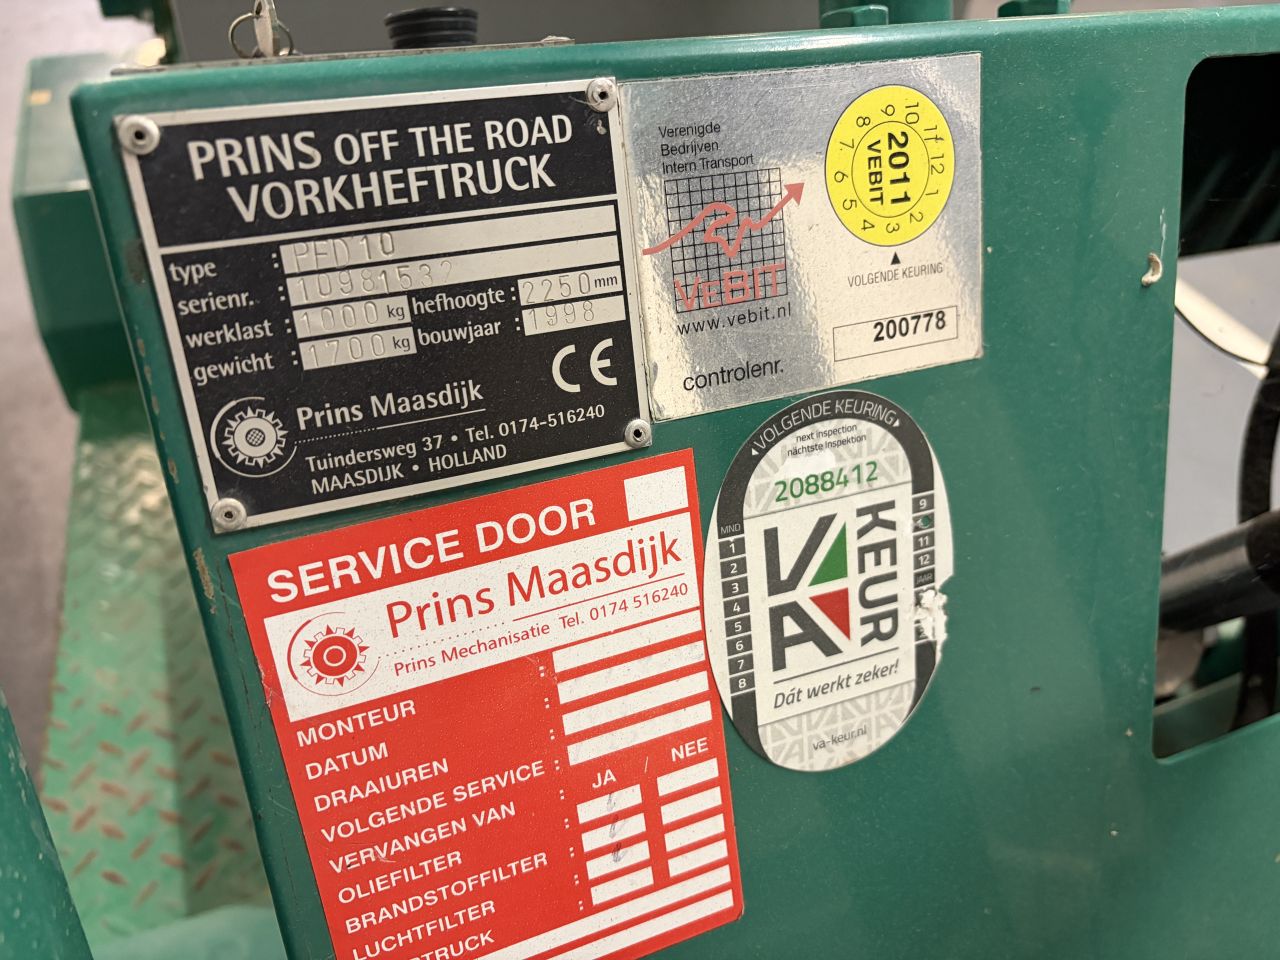 PRINS OFF THE ROAD
VORKHEFTRUCK
type : PFD10
serienr. : 10981532
werklast : 1000 kg hefhoogte : 2250 mm
gewicht : 1700 kg bouwjaar : 1998
CE
Prins Maasdijk
Tuindersweg 37 • Tel. 0174-516240
MAASDIJK • HOLLAND
Verenigde
Bedrijven
Intern Transport
VEBIT
www.vebit.nl
controlenr.
2011
VEBIT
1 2 3 4 5 6 7 8 9 10 11 12
VOLGENDE KEURING
200778
SERVICE DOOR
Prins Maasdijk
Prins Mechanisatie Tel. 0174 516240
MONTEUR :
DATUM :
DRAAIUREN :
VOLGENDE SERVICE :
VERVANGEN VAN : JA / NEE
OLIEFILTER :
BRANDSTOFFILTER :
LUCHTFILTER :
TRUCK
VOLGENDE KEURING
next inspection
nächste Inspektion
2088412
VA KEUR
MND
1
2
3
4
5
6
7
8
9
11
12
JAAR
Dát werkt zeker!
va-keur.nl